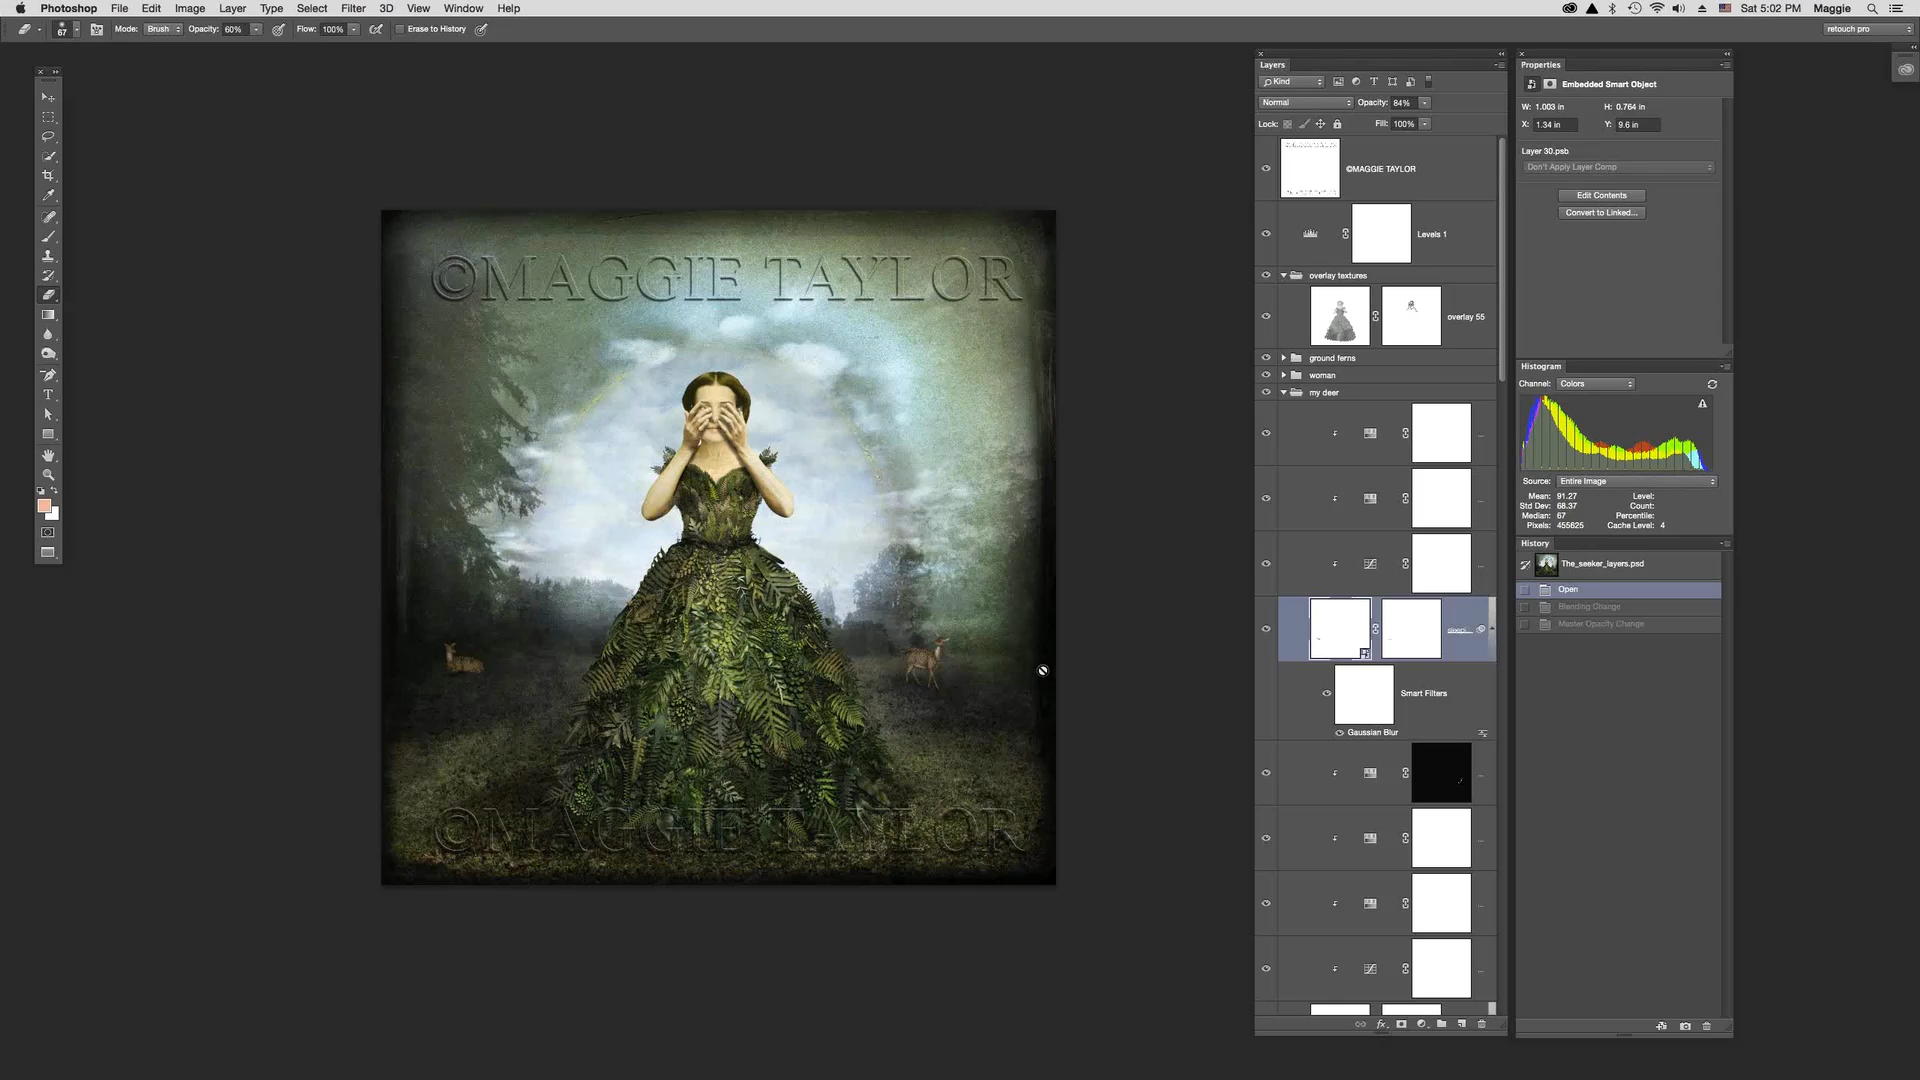 Photoshop File Edit Image Layer Type Select Filter 3D View Window Help Sat 5:02 PM Maggie
67 Mode: Brush Opacity: 60% Flow: 100% Erase to History retouch pro
Layers
Kind
Normal Opacity: 84%
Lock: Fill: 100%
©MAGGIE TAYLOR
Levels 1
overlay textures
overlay 55
ground ferns
woman
my deer
sleepi...
Smart Filters
Gaussian Blur
Properties
Embedded Smart Object
W: 1.003 in H: 0.764 in
X: 1.34 in Y: 9.6 in
Layer 30.psb
Don't Apply Layer Comp
Edit Contents
Convert to Linked...
Histogram
Channel: Colors
Source: Entire Image
Mean: 91.27 Level:
Std Dev: 68.37 Count:
Median: 67 Percentile:
Pixels: 455625 Cache Level: 4
History
The_seeker_layers.psd
Open
Blending Change
Master Opacity Change
©MAGGIE TAYLOR
©MAGGIE TAYLOR